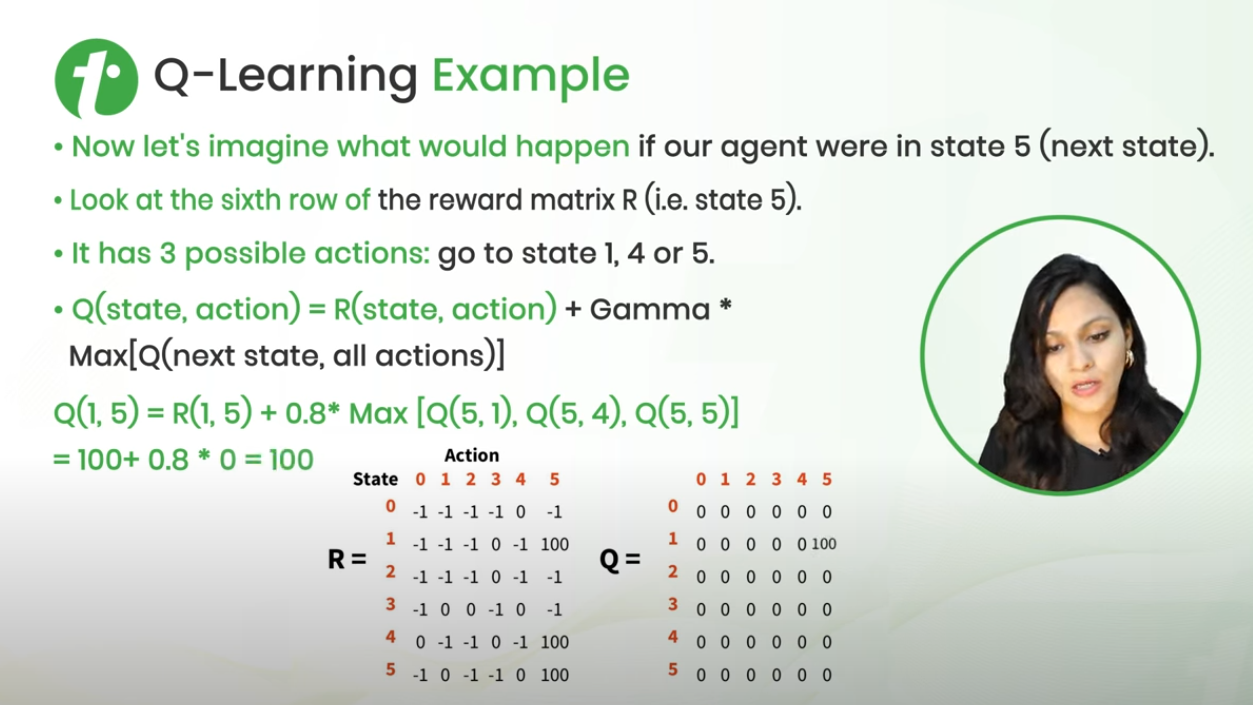 Q-Learning Example
• Now let's imagine what would happen if our agent were in state 5 (next state).
• Look at the sixth row of the reward matrix R (i.e. state 5).
• It has 3 possible actions: go to state 1, 4 or 5.
• Q(state, action) = R(state, action) + Gamma *
Max[Q(next state, all actions)]
Q(1, 5) = R(1, 5) + 0.8* Max [Q(5, 1), Q(5, 4), Q(5, 5)]
= 100+ 0.8 * 0 = 100
Action
State 0 1 2 3 4 5
0 -1 -1 -1 -1 0 -1
1 -1 -1 -1 0 -1 100
R =
2 -1 -1 -1 0 -1 -1
3 -1 0 0 -1 0 -1
4 0 -1 -1 0 -1 100
5 -1 0 -1 -1 0 100
0 1 2 3 4 5
0 0 0 0 0 0 0
1 0 0 0 0 0 100
Q =
2 0 0 0 0 0 0
3 0 0 0 0 0 0
4 0 0 0 0 0 0
5 0 0 0 0 0 0